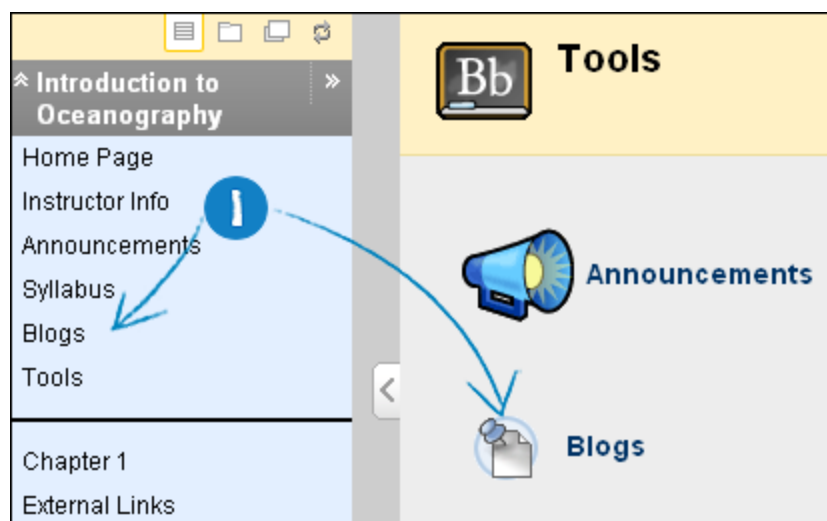 Introduction to
Oceanography
Home Page
Instructor Info
Announcements
Syllabus
Blogs
Tools
Chapter 1
External Links
1
Bb
Tools
Announcements
Blogs